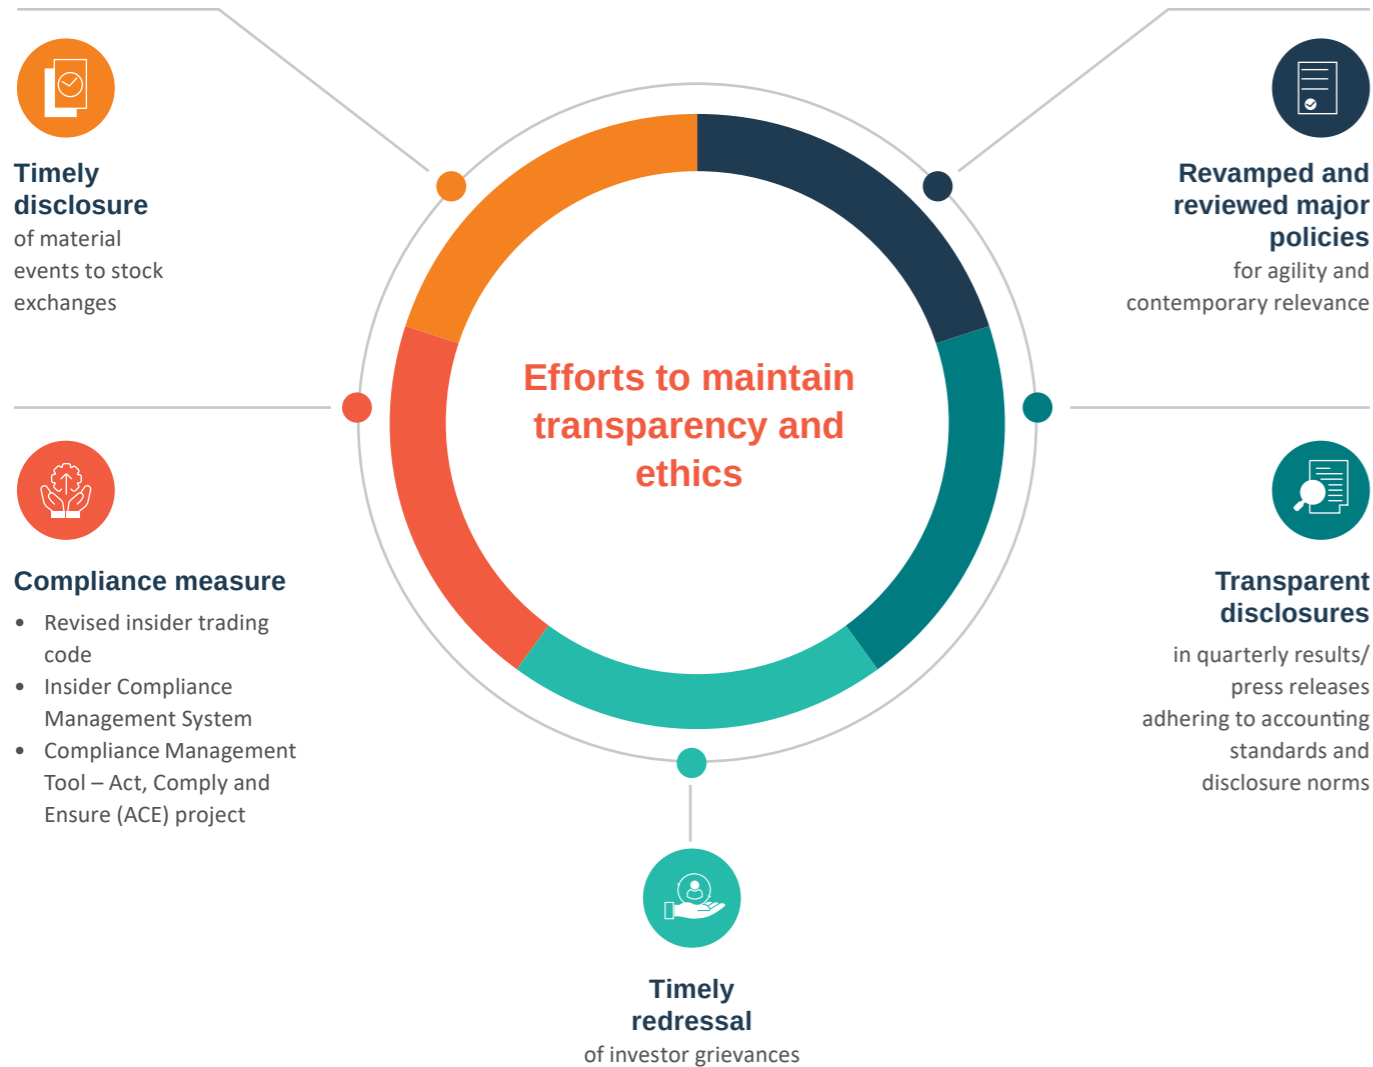 Timely
disclosure
of material
events to stock
exchanges
Revamped and
reviewed major
policies
for agility and
contemporary relevance
Efforts to maintain
transparency and
ethics
Compliance measure
• Revised insider trading
code
• Insider Compliance
Management System
• Compliance Management
Tool – Act, Comply and
Ensure (ACE) project
Transparent
disclosures
in quarterly results/
press releases
adhering to accounting
standards and
disclosure norms
Timely
redressal
of investor grievances